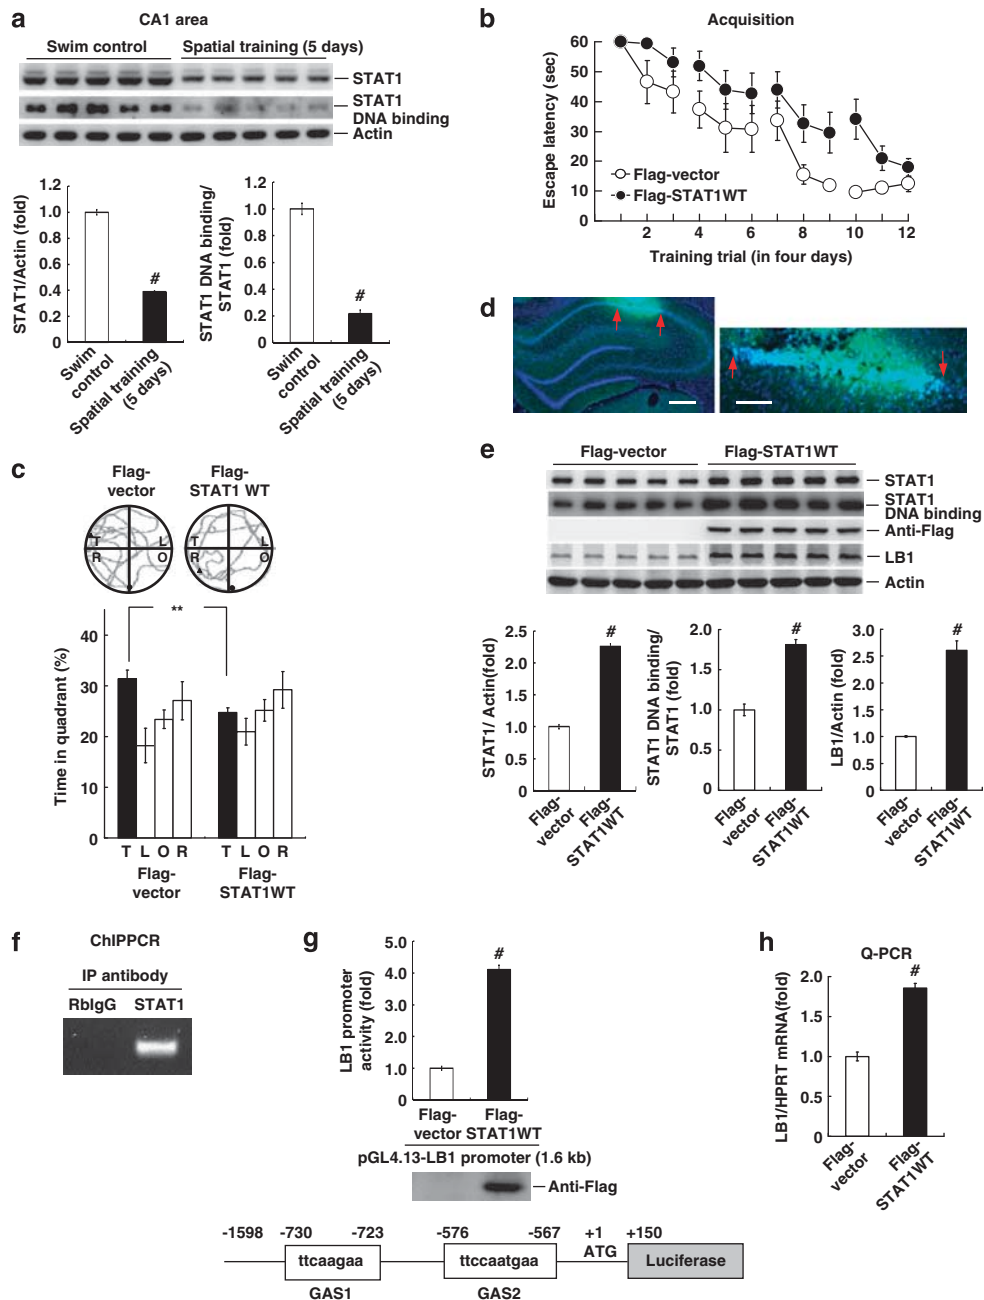 a
CA1 area
Swim control
Spatial training (5 days)
STAT1
STAT1
DNA binding
Actin
STAT1/Actin (fold)
1.2
1.0
0.8
0.6
0.4
0.2
0
#
Swim
control
Spatial training
(5 days)
STAT1 DNA binding/
STAT1 (fold)
1.2
1.0
0.8
0.6
0.4
0.2
0
#
Swim
control
Spatial training
(5 days)
b
Acquisition
Escape latency (sec)
60
50
40
30
20
10
0
Flag-vector
Flag-STAT1WT
2
4
6
8
10
12
Training trial (in four days)
c
Flag-
vector
Flag-
STAT1 WT
T
L
R
O
T
L
R
O
**
Time in quadrant (%)
40
30
20
10
0
T L O R
T L O R
Flag-
vector
Flag-
STAT1WT
d
e
Flag-vector
Flag-STAT1WT
STAT1
STAT1
DNA binding
Anti-Flag
LB1
Actin
STAT1/ Actin(fold)
2.5
2.0
1.5
1.0
0.5
0
#
Flag-
vector
Flag-
STAT1WT
STAT1 DNA binding/
STAT1 (fold)
2.0
1.5
1.0
0.5
0.0
#
Flag-
vector
Flag-
STAT1WT
LB1/Actin(fold)
3.0
2.5
2.0
1.5
1.0
0.5
0
#
Flag-
vector
Flag-
STAT1WT
f
ChIPPCR
IP antibody
RbIgG STAT1
g
LB1 promoter
activity (fold)
5.0
4.0
3.0
2.0
1.0
0
#
Flag-
vector
Flag-
STAT1WT
pGL4.13-LB1 promoter (1.6 kb)
Anti-Flag
-1598 -730 -723 -576 -567 +1 +150
ATG
ttcaagaa
ttccaatgaa
Luciferase
GAS1
GAS2
h
Q-PCR
LB1/HPRT mRNA(fold)
2.0
1.5
1.0
0.5
0
#
Flag-
vector
Flag-
STAT1WT